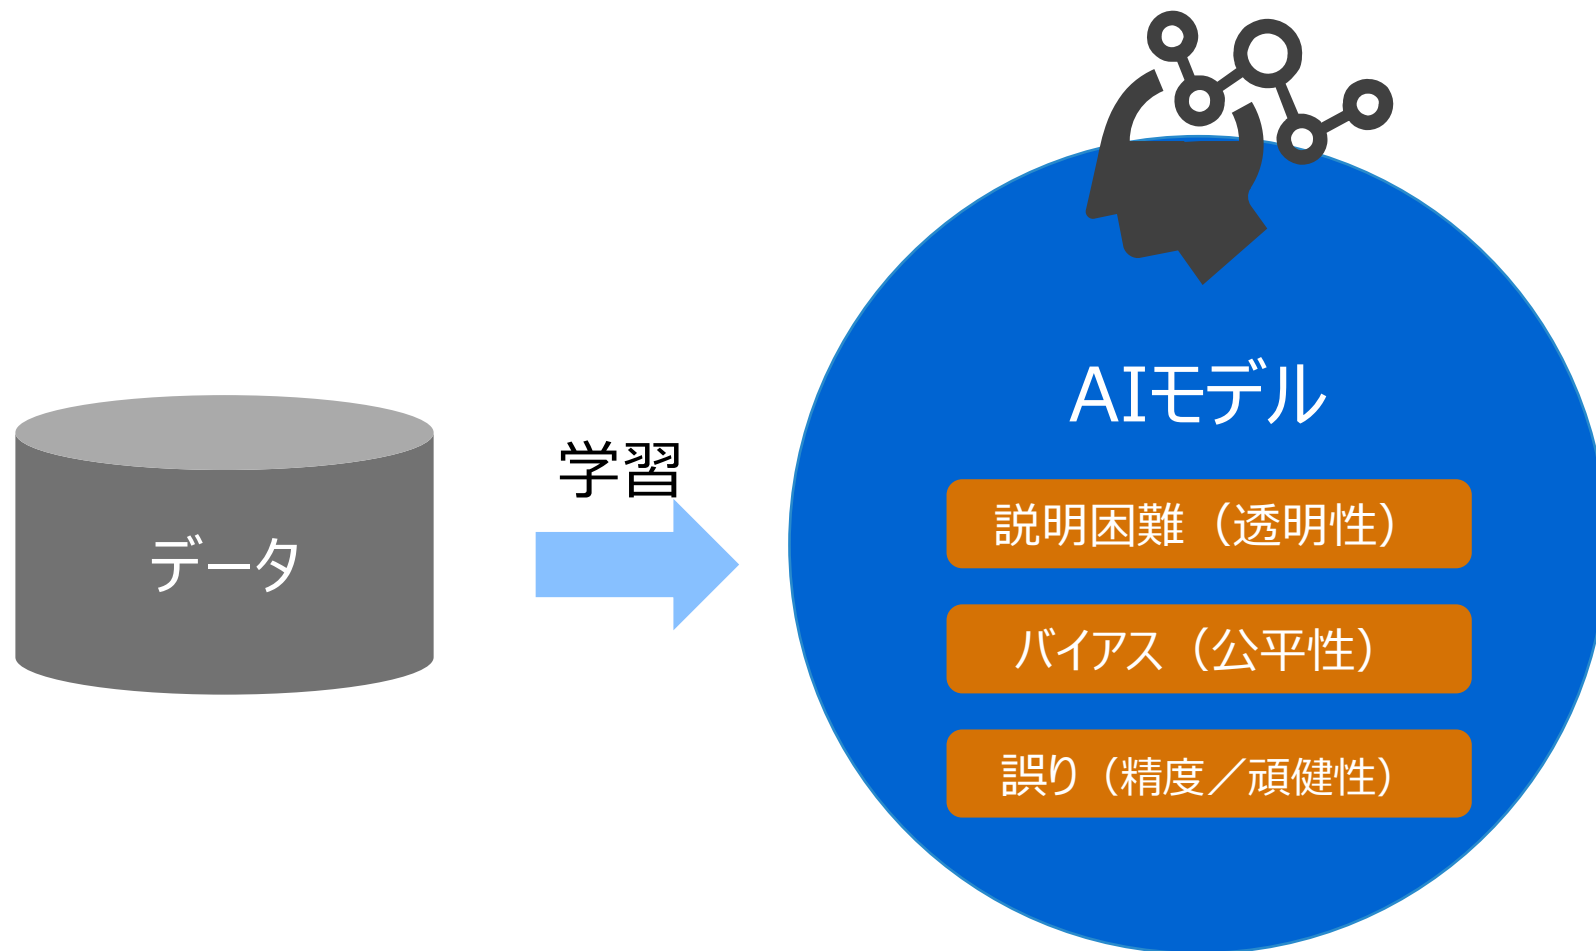 データ
学習
AIモデル
説明困難（透明性）
バイアス（公平性）
誤り（精度／頑健性）